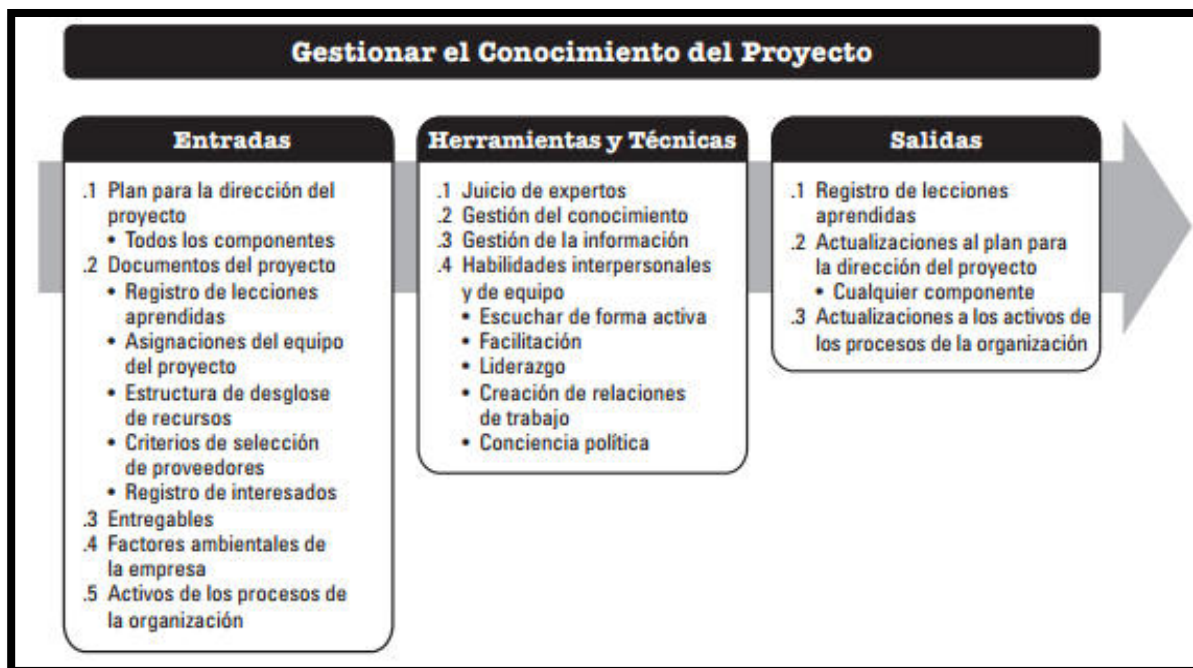 Gestionar el Conocimiento del Proyecto
Entradas
.1 Plan para la dirección del
proyecto
• Todos los componentes
.2 Documentos del proyecto
• Registro de lecciones
aprendidas
• Asignaciones del equipo
del proyecto
• Estructura de desglose
de recursos
• Criterios de selección
de proveedores
• Registro de interesados
.3 Entregables
.4 Factores ambientales de
la empresa
.5 Activos de los procesos de
la organización
Herramientas y Técnicas
.1 Juicio de expertos
.2 Gestión del conocimiento
.3 Gestión de la información
.4 Habilidades interpersonales
y de equipo
• Escuchar de forma activa
• Facilitación
• Liderazgo
• Creación de relaciones
de trabajo
• Conciencia política
Salidas
.1 Registro de lecciones
aprendidas
.2 Actualizaciones al plan para
la dirección del proyecto
• Cualquier componente
.3 Actualizaciones a los activos de
los procesos de la organización